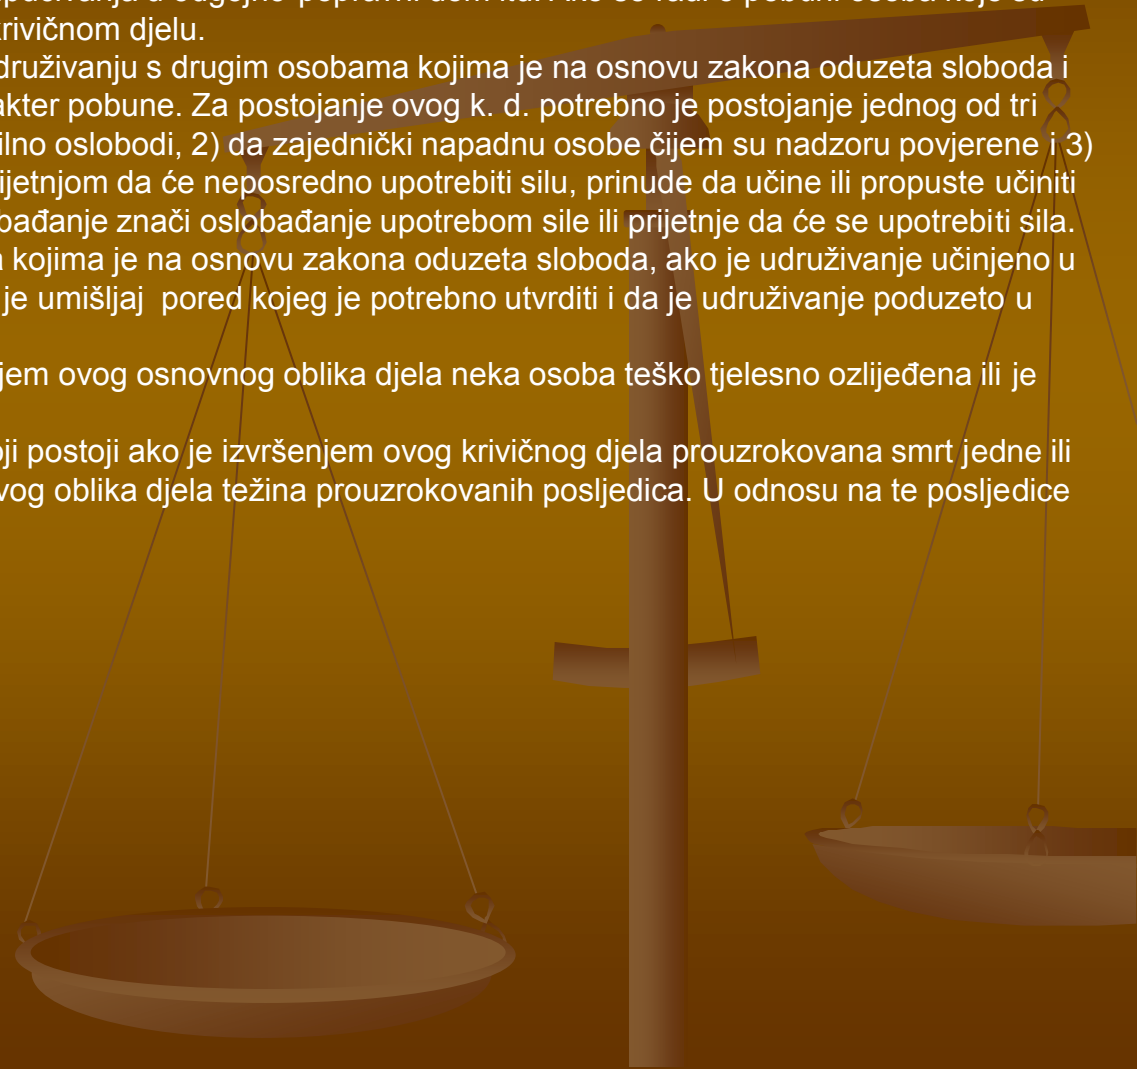 krivičnom djelu.
druživanju s drugim osobama kojima je na osnovu zakona oduzeta sloboda i
akter pobune. Za postojanje ovog k. d. potrebno je postojanje jednog od tri
ilno oslobodi, 2) da zajednički napadnu osobe čijem su nadzoru povjerene i 3)
ijetnjom da će neposredno upotrebiti silu, prinude da učine ili propuste učiniti
bađanje znači oslobađanje upotrebom sile ili prijetnje da će se upotrebiti sila.
a kojima je na osnovu zakona oduzeta sloboda, ako je udruživanje učinjeno u
je umišljaj pored kojeg je potrebno utvrditi i da je udruživanje poduzeto u
jem ovog osnovnog oblika djela neka osoba teško tjelesno ozlijeđena ili je
oji postoji ako je izvršenjem ovog krivičnog djela prouzrokovana smrt jedne ili
vog oblika djela težina prouzrokovanih posljedica. U odnosu na te posljedice